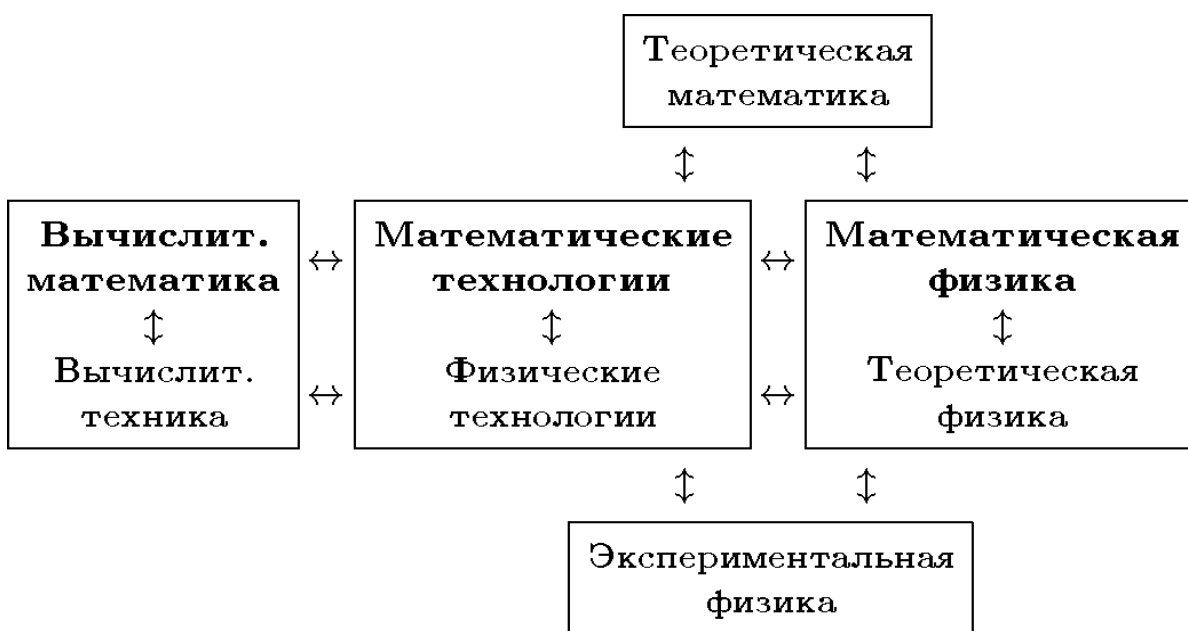 Теоретическая
математика
↕ ↕
Вычислит.
математика
↕
Вычислит.
техника
↔
↔
Математические
технологии
↕
Физические
технологии
↔
↔
Математическая
физика
↕
Теоретическая
физика
↕ ↕
Экспериментальная
физика